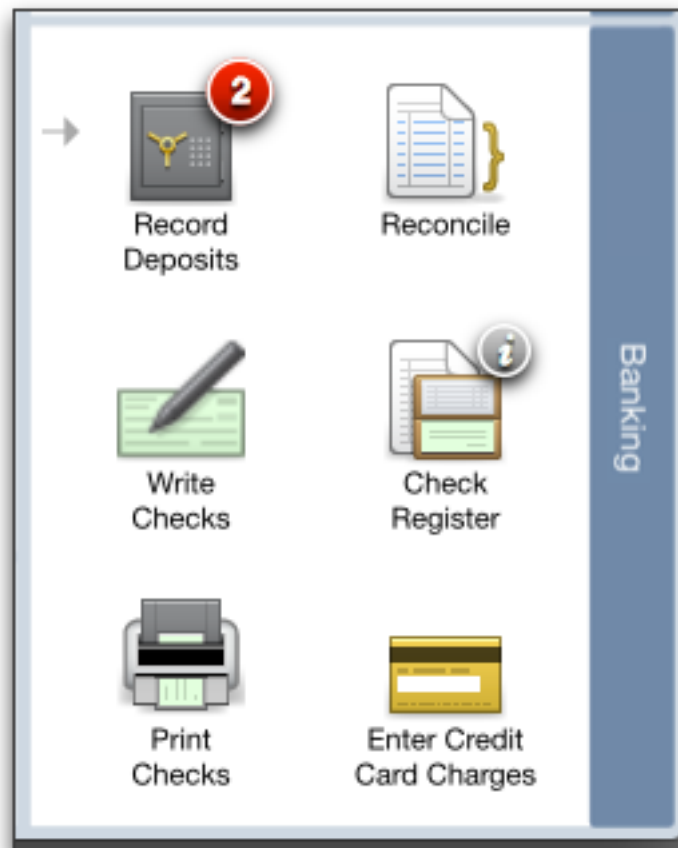 2
Record
Deposits
Reconcile
Write
Checks
i
Check
Register
Print
Checks
Enter Credit
Card Charges
Banking